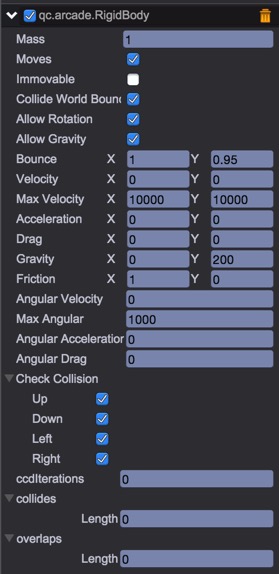 qc.arcade.RigidBody
Mass 1
Moves
Immovable
Collide World Boun
Allow Rotation
Allow Gravity
Bounce X 1 Y 0.95
Velocity X 0 Y 0
Max Velocity X 10000 Y 10000
Acceleration X 0 Y 0
Drag X 0 Y 0
Gravity X 0 Y 200
Friction X 1 Y 0
Angular Velocity 0
Max Angular 1000
Angular Acceleration 0
Angular Drag 0
Check Collision
Up
Down
Left
Right
ccdIterations 0
collides
Length 0
overlaps
Length 0